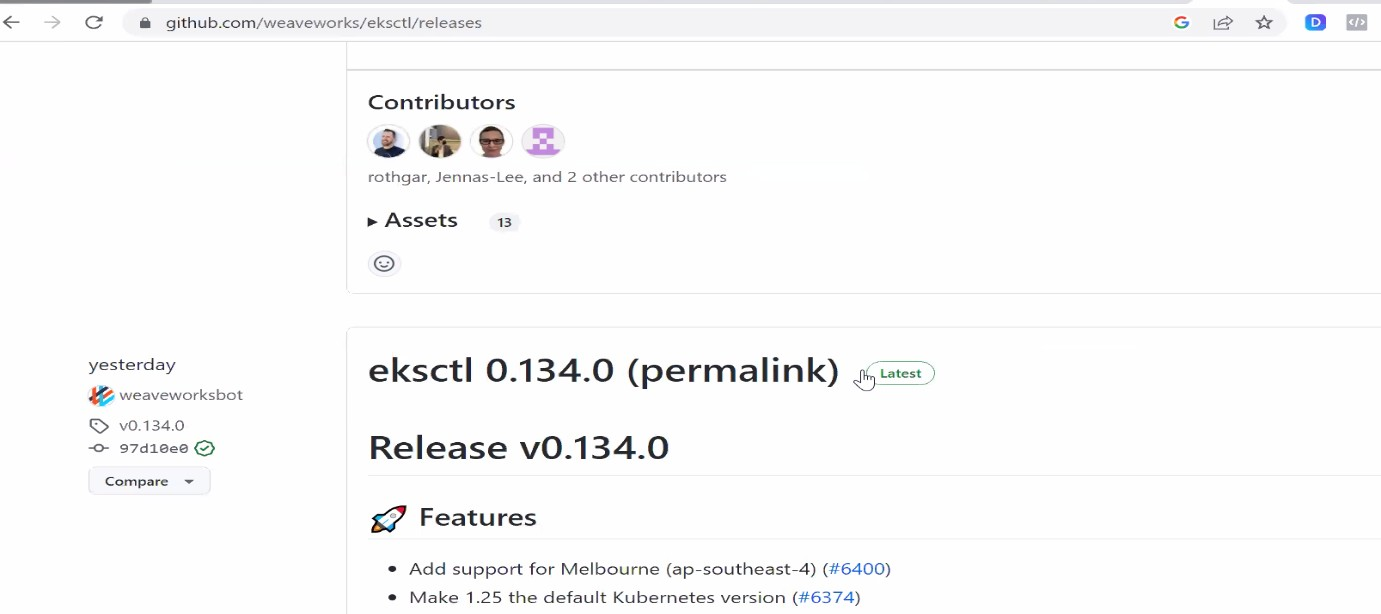 github.com/weaveworks/eksctl/releases
Contributors
rothgar, Jennas-Lee, and 2 other contributors
Assets 13
yesterday
weaveworksbot
v0.134.0
97d10e0
Compare
eksctl 0.134.0 (permalink) Latest
Release v0.134.0
Features
• Add support for Melbourne (ap-southeast-4) (#6400)
• Make 1.25 the default Kubernetes version (#6374)